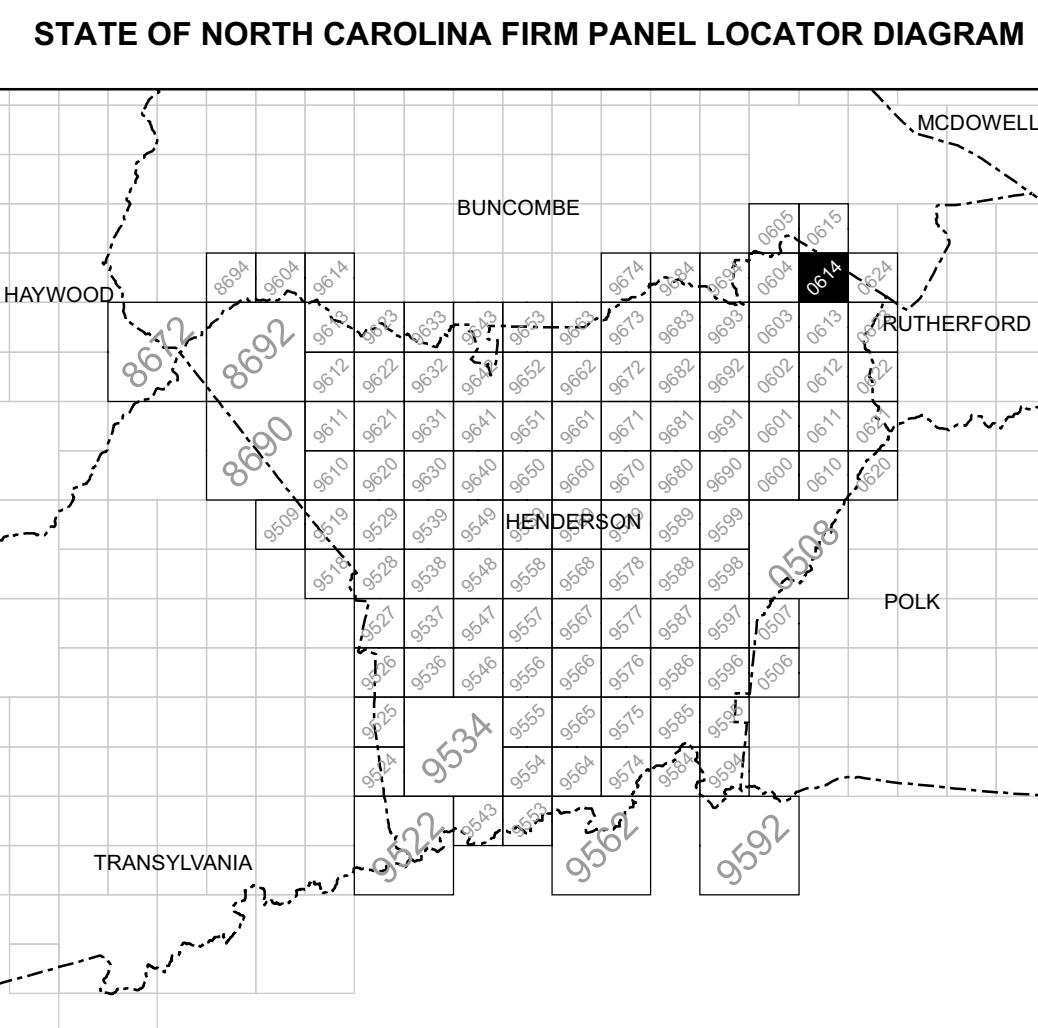 STATE OF NORTH CAROLINA FIRM PANEL LOCATOR DIAGRAM
MCDOWELL
BUNCOMBE
0605 0615
8694 9604 9614 9674 9684 9694 0604 0614 0624
HAYWOOD
8672 8692 9613 9623 9633 9643 9653 9663 9673 9683 9693 0603 0613 0623
RUTHERFORD
9612 9622 9632 9642 9652 9662 9672 9682 9692 0602 0612 0622
8690 9611 9621 9631 9641 9651 9661 9671 9681 9691 0601 0611 0621
9610 9620 9630 9640 9650 9660 9670 9680 9690 0600 0610 0620
9509 9519 9529 9539 9549 9559 9569 9579 9589 9599
HENDERSON
0508
9518 9528 9538 9548 9558 9568 9578 9588 9598
POLK
9527 9537 9547 9557 9567 9577 9587 9597 0507
9526 9536 9546 9556 9566 9576 9586 9596 0506
9525 9534 9555 9565 9575 9585 9595
9524 9554 9564 9574 9584 9594
9522 9543 9553 9562 9592
TRANSYLVANIA